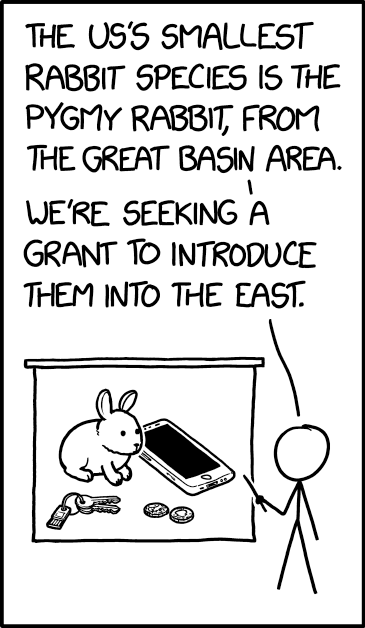 THE US'S SMALLEST
RABBIT SPECIES IS THE
PYGMY RABBIT, FROM
THE GREAT BASIN AREA.
WE'RE SEEKING A
GRANT TO INTRODUCE
THEM INTO THE EAST.